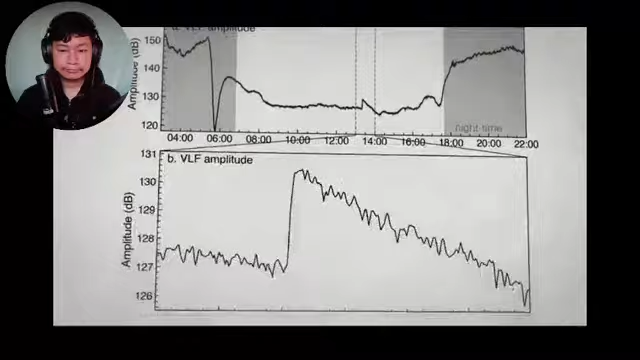 a. VLF amplitude
150
140
130
120
Amplitude (dB)
night-time
04:00 06:00 08:00 10:00 12:00 14:00 16:00 18:00 20:00 22:00
b. VLF amplitude
131
130
129
128
127
126
Amplitude (dB)